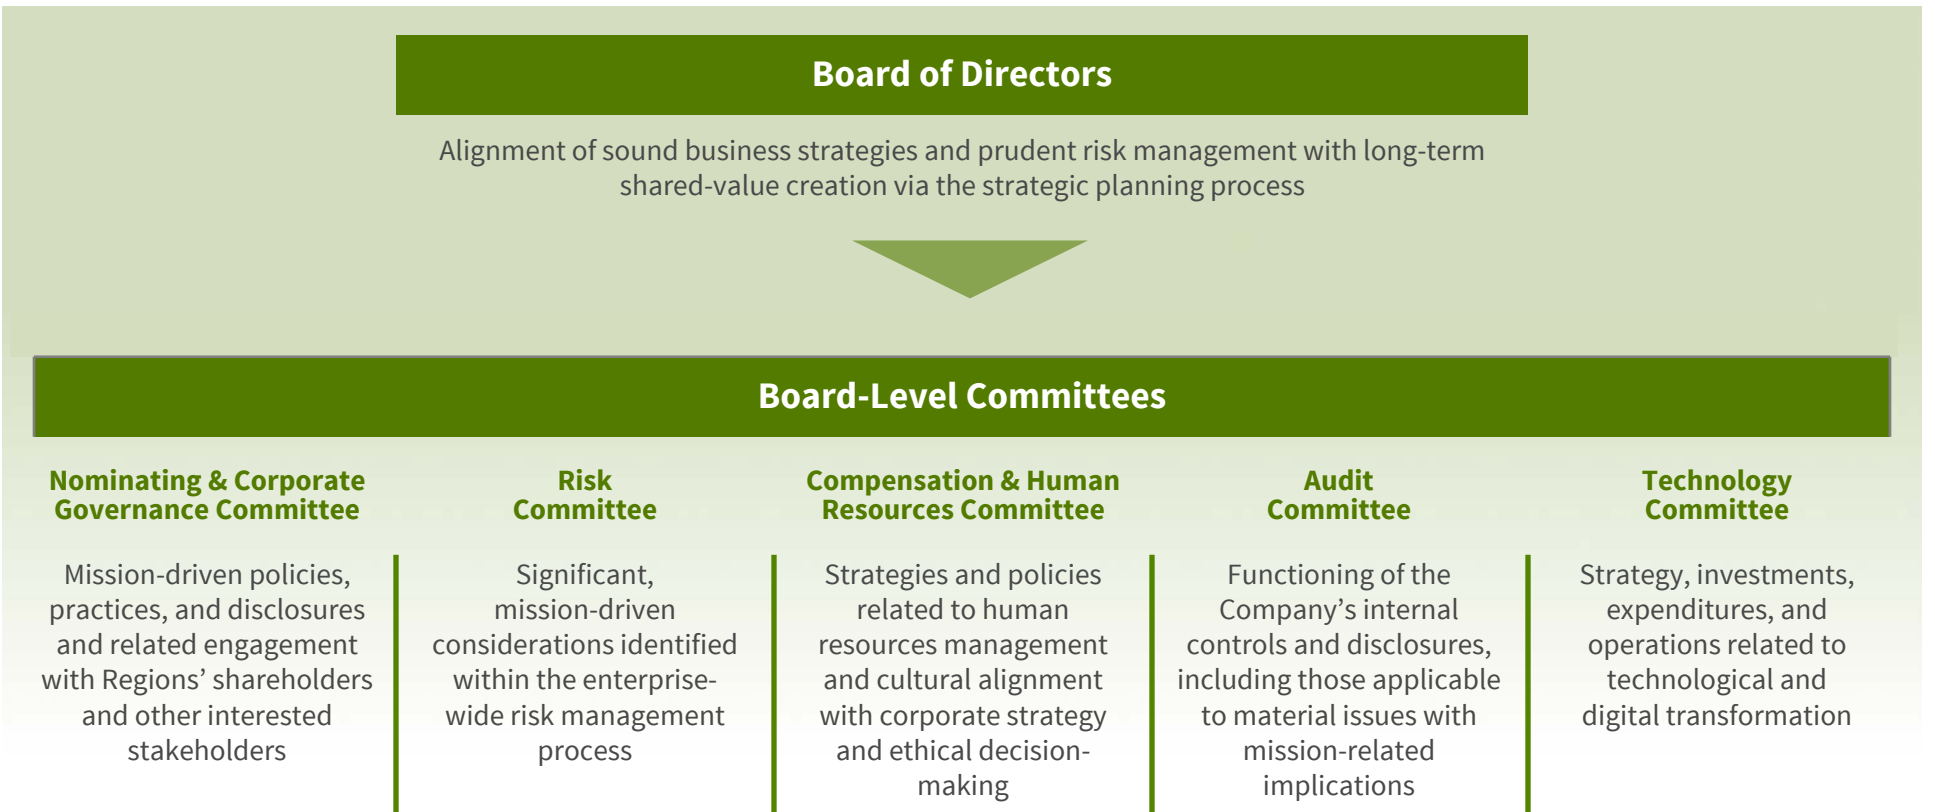 Board of Directors
Alignment of sound business strategies and prudent risk management with long-term
shared-value creation via the strategic planning process
Board-Level Committees
Nominating & Corporate
Governance Committee
Mission-driven policies,
practices, and disclosures
and related engagement
with Regions’ shareholders
and other interested
stakeholders
Risk
Committee
Significant,
mission-driven
considerations identified
within the enterprise-
wide risk management
process
Compensation & Human
Resources Committee
Strategies and policies
related to human
resources management
and cultural alignment
with corporate strategy
and ethical decision-
making
Audit
Committee
Functioning of the
Company’s internal
controls and disclosures,
including those applicable
to material issues with
mission-related
implications
Technology
Committee
Strategy, investments,
expenditures, and
operations related to
technological and
digital transformation